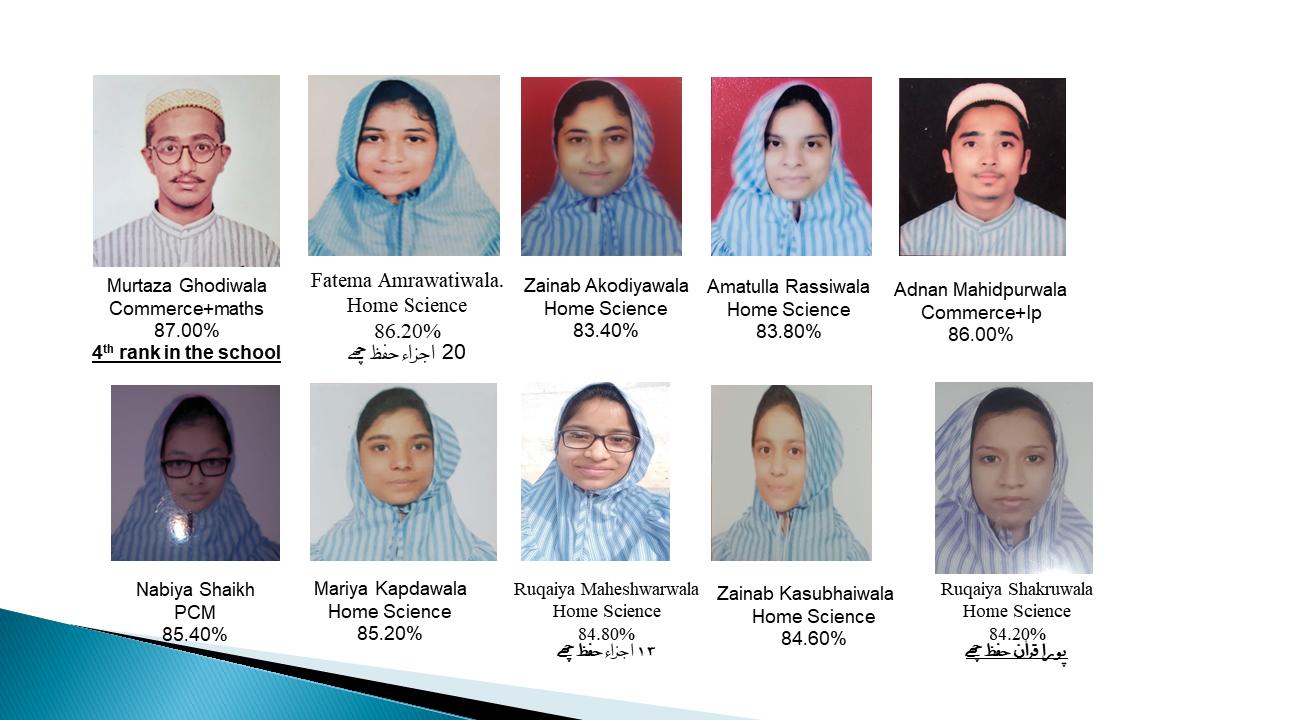 Murtaza Ghodiwala
Commerce+maths
87.00%
4th rank in the school
Fatema Amrawatiwala.
Home Science
86.20%
20 اجزاء حفظ چھے
Zainab Akodiyawala
Home Science
83.40%
Amatulla Rassiwala
Home Science
83.80%
Adnan Mahidpurwala
Commerce+Ip
86.00%
Nabiya Shaikh
PCM
85.40%
Mariya Kapdawala
Home Science
85.20%
Ruqaiya Maheshwarwala
Home Science
84.80%
١٣ اجزاء حفظ چھے
Zainab Kasubhaiwala
Home Science
84.60%
Ruqaiya Shakruwala
Home Science
84.20%
پورا قرآن حفظ چھے